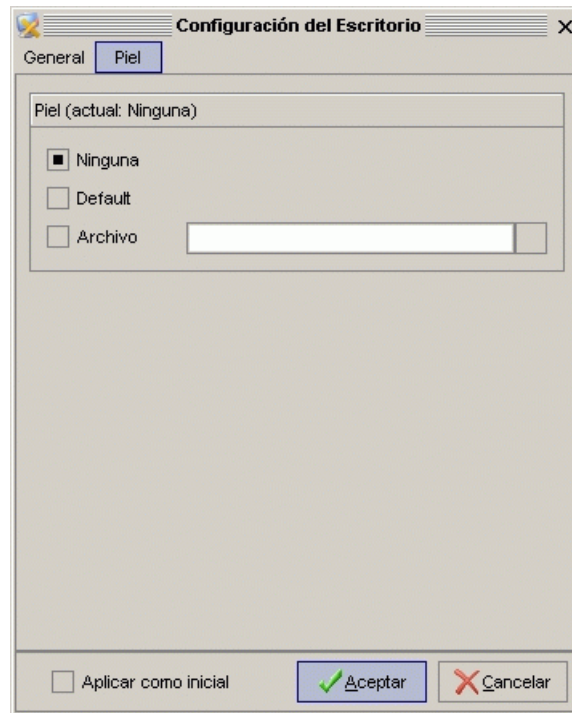 Configuración del Escritorio
General Piel
Piel (actual: Ninguna)
Ninguna
Default
Archivo
Aplicar como inicial Aceptar Cancelar